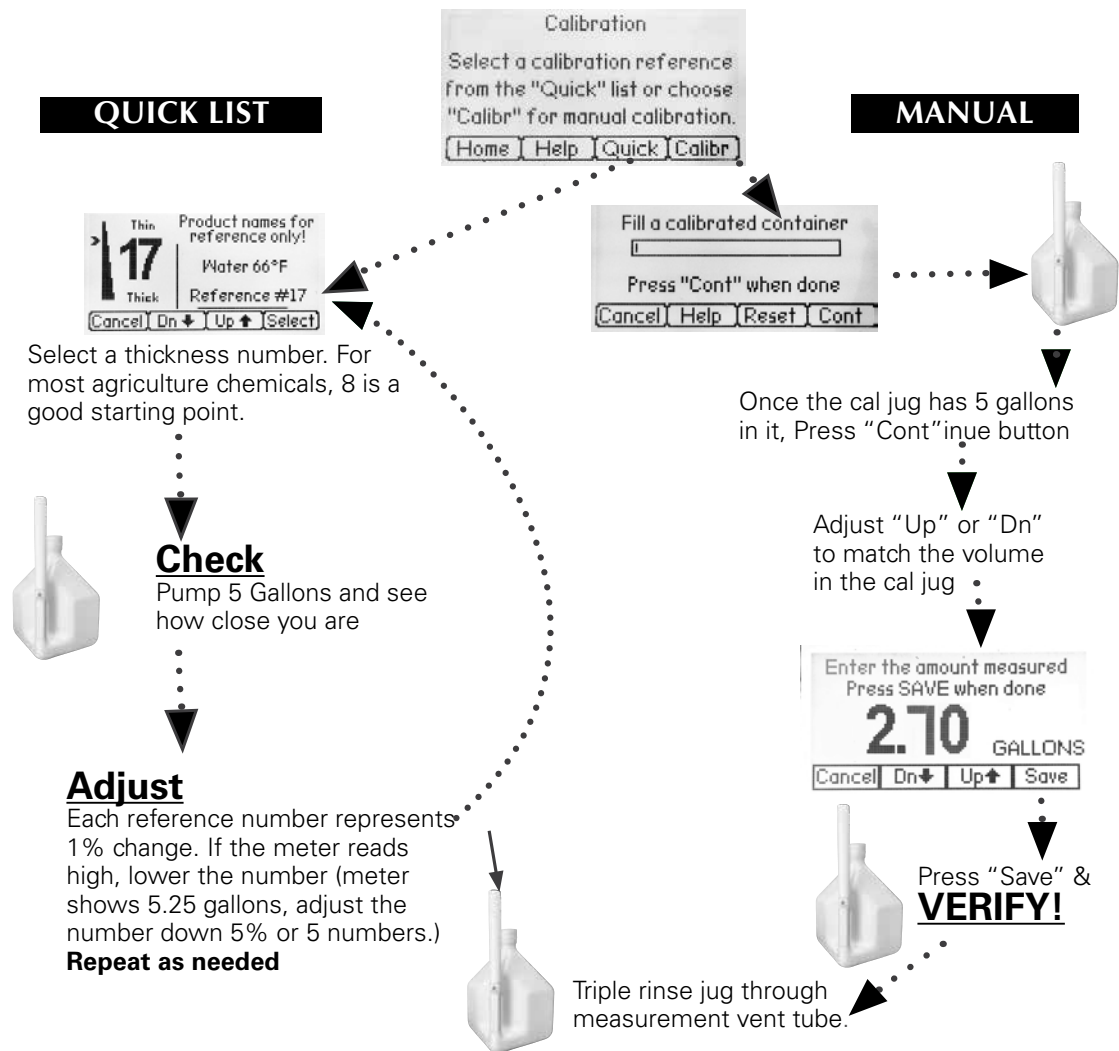 Calibration
Select a calibration reference
from the "Quick" list or choose
"Calibr" for manual calibration.
Home Help Quick Calibr
QUICK LIST
Thin
17
Thick
Product names for
reference only!
Water 66°F
Reference #17
Cancel Dn Up Select
Select a thickness number. For
most agriculture chemicals, 8 is a
good starting point.
Check
Pump 5 Gallons and see
how close you are
Adjust
Each reference number represents
1% change. If the meter reads
high, lower the number (meter
shows 5.25 gallons, adjust the
number down 5% or 5 numbers.)
Repeat as needed
MANUAL
Fill a calibrated container
Press "Cont" when done
Cancel Help Reset Cont
Once the cal jug has 5 gallons
in it, Press “Cont”inue button
Adjust “Up” or “Dn”
to match the volume
in the cal jug
Enter the amount measured
Press SAVE when done
2.70
GALLONS
Cancel Dn Up Save
Press “Save” &
VERIFY!
Triple rinse jug through
measurement vent tube.